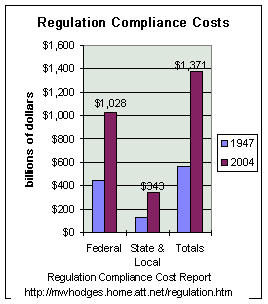 Regulation Compliance Costs
billions of dollars
$1,600
$1,400
$1,200
$1,000
$800
$600
$400
$200
$0
$1,028
$343
$1,371
1947
2004
Federal State & Totals
Local
Regulation Compliance Cost Report
http://mwhodges.home.att.net/regulation.htm